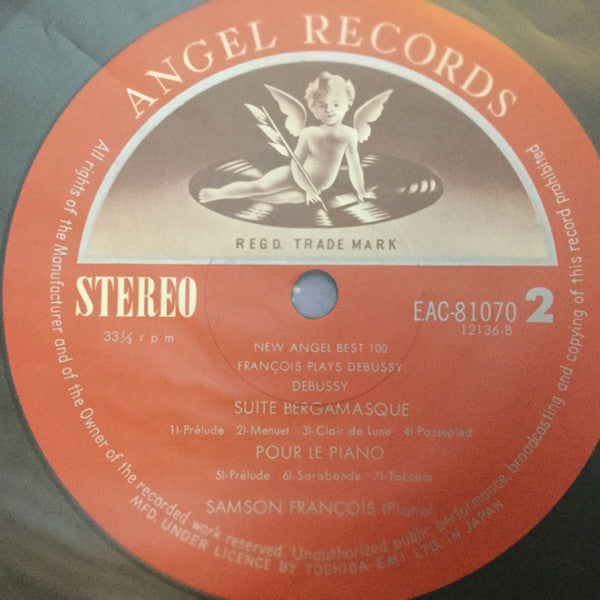 ANGEL RECORDS
REGD. TRADE MARK
STEREO
33⅓ rpm
EAC-81070 2
12136-B
NEW ANGEL BEST 100
FRANÇOIS PLAYS DEBUSSY
DEBUSSY
SUITE BERGAMASQUE
1)-Prélude 2)-Menuet 3)-Clair de Lune 4)-Passepied
POUR LE PIANO
5)-Prélude 6)-Sarabande 7)-Toccata
SAMSON FRANÇOIS (Piano)
All rights of the Manufacturer and of the Owner of the recorded work reserved. Unauthorized public performance, broadcasting and copying of this record prohibited
MFD. UNDER LICENCE BY TOSHIBA-EMI LTD. IN JAPAN